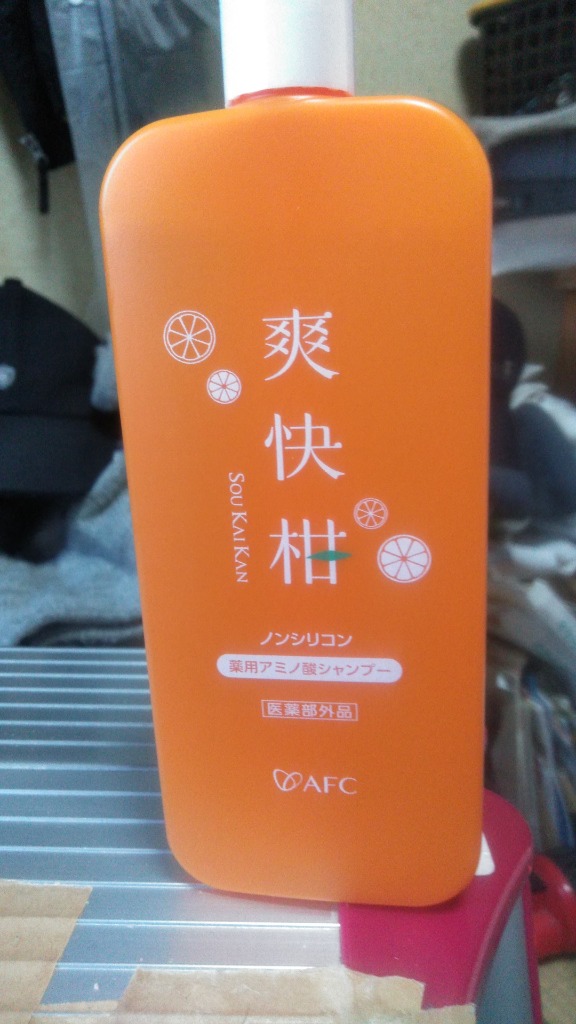 爽快柑
SOU KAI KAN
ノンシリコン
薬用アミノ酸シャンプー
医薬部外品
AFC